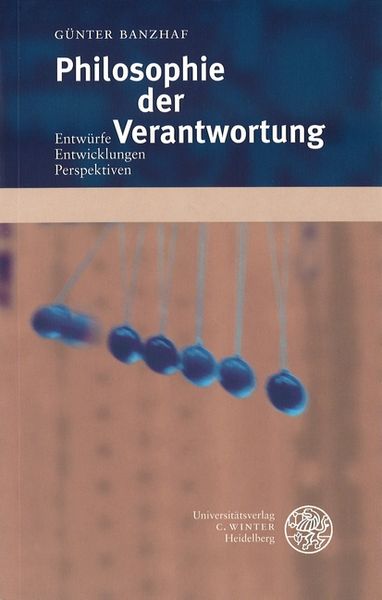 GÜNTER BANZHAF
Philosophie
der
Entwürfe Verantwortung
Entwicklungen
Perspektiven
Universitätsverlag
C. WINTER
Heidelberg